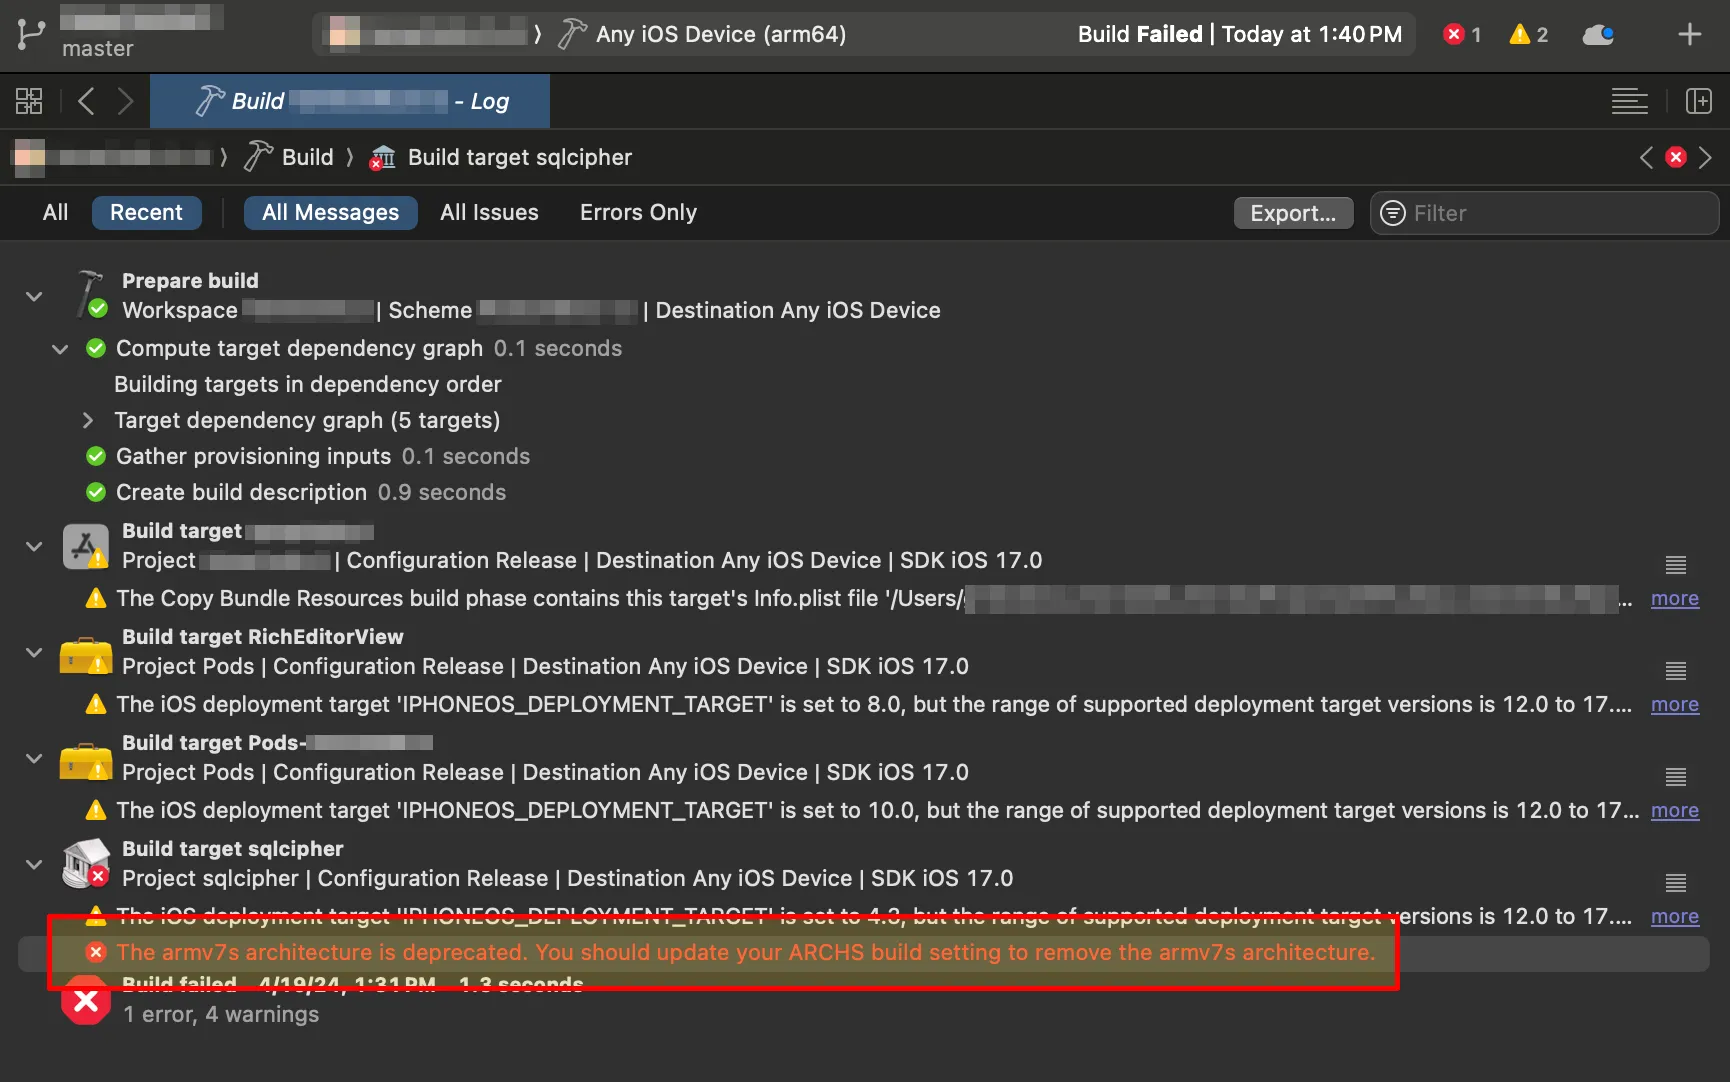 master
Any iOS Device (arm64)
Build Failed | Today at 1:40 PM
1
2
Build - Log
Build
Build target sqlcipher
All
Recent
All Messages
All Issues
Errors Only
Export...
Filter
Prepare build
Workspace | Scheme | Destination Any iOS Device
Compute target dependency graph 0.1 seconds
Building targets in dependency order
Target dependency graph (5 targets)
Gather provisioning inputs 0.1 seconds
Create build description 0.9 seconds
Build target
Project | Configuration Release | Destination Any iOS Device | SDK iOS 17.0
The Copy Bundle Resources build phase contains this target's Info.plist file '/Users/ ... more
Build target RichEditorView
Project Pods | Configuration Release | Destination Any iOS Device | SDK iOS 17.0
The iOS deployment target 'IPHONEOS_DEPLOYMENT_TARGET' is set to 8.0, but the range of supported deployment target versions is 12.0 to 17.... more
Build target Pods-
Project Pods | Configuration Release | Destination Any iOS Device | SDK iOS 17.0
The iOS deployment target 'IPHONEOS_DEPLOYMENT_TARGET' is set to 10.0, but the range of supported deployment target versions is 12.0 to 17... more
Build target sqlcipher
Project sqlcipher | Configuration Release | Destination Any iOS Device | SDK iOS 17.0
The iOS deployment target 'IPHONEOS_DEPLOYMENT_TARGET' is set to 4.3, but the range of supported deployment target versions is 12.0 to 17.... more
The armv7s architecture is deprecated. You should update your ARCHS build setting to remove the armv7s architecture.
Build failed 4/19/24, 1:31 PM 1.3 seconds
1 error, 4 warnings